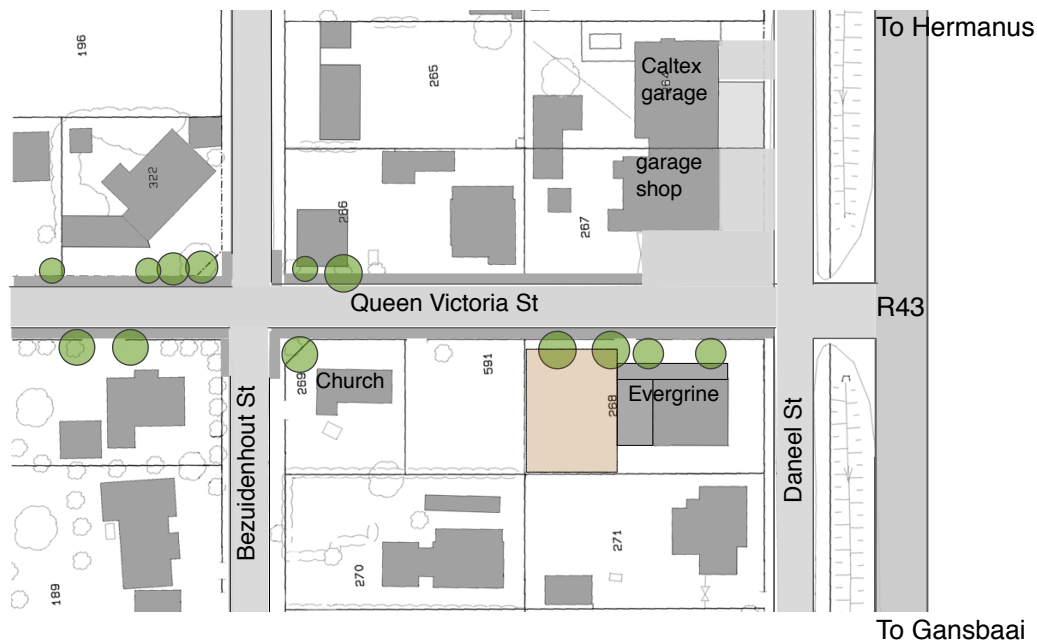 To Hermanus
196
265
Caltex
garage
264
garage
shop
322
266
267
Queen Victoria St
R43
591
269
Church
268
Evergrine
Bezuidenhout St
Daneel St
271
270
189
To Gansbaai